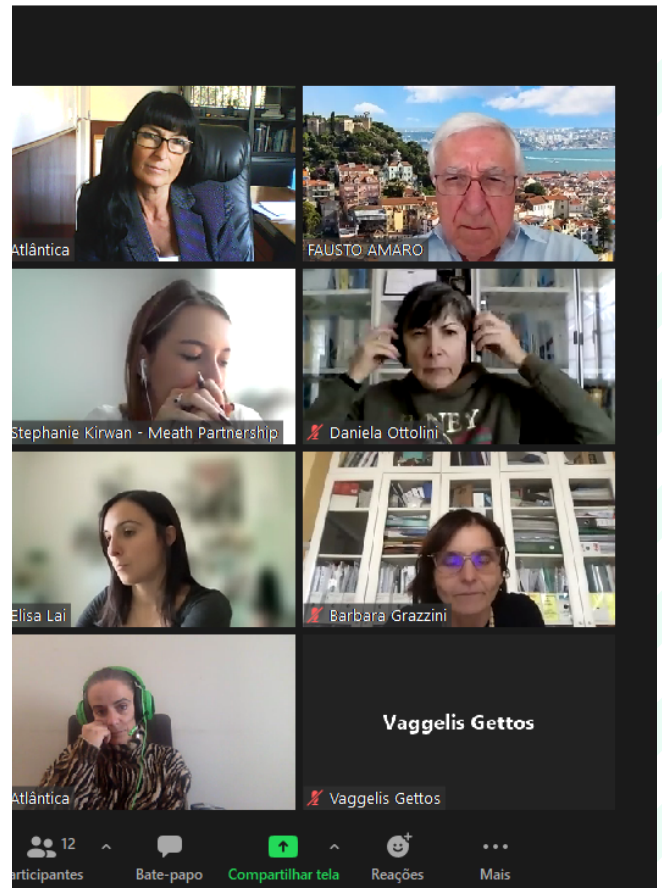 Atlântica
FAUSTO AMARO
Stephanie Kirwan - Meath Partnership
NEY
Daniela Ottolini
Elisa Lai
Barbara Grazzini
Atlântica
Vaggelis Gettos
Vaggelis Gettos
12
articipantes
Bate-papo
Compartilhar tela
Reações
Mais